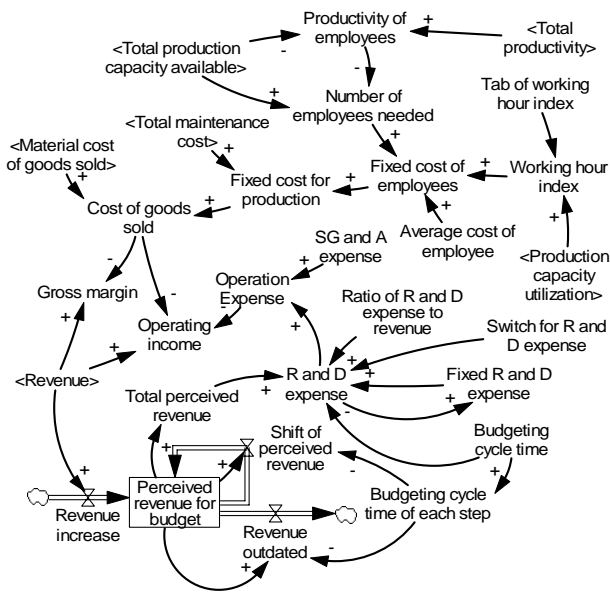 Productivity of
employees
<Total production
capacity available>
<Total
productivity>
Tab of working
hour index
Number of
employees needed
<Total maintenance
cost>
<Material cost
of goods sold>
Fixed cost for
production
Fixed cost of
employees
Working hour
index
Cost of goods
sold
Average cost of
employee
SG and A
expense
<Production
capacity
utilization>
Gross margin
Operation
Expense
Ratio of R and D
expense to
revenue
Operating
income
Switch for R and
D expense
<Revenue>
Total perceived
revenue
R and D
expense
Fixed R and D
expense
Shift of
perceived
revenue
Budgeting
cycle time
Perceived
revenue for
budget
Revenue
increase
Budgeting cycle
time of each step
Revenue
outdated